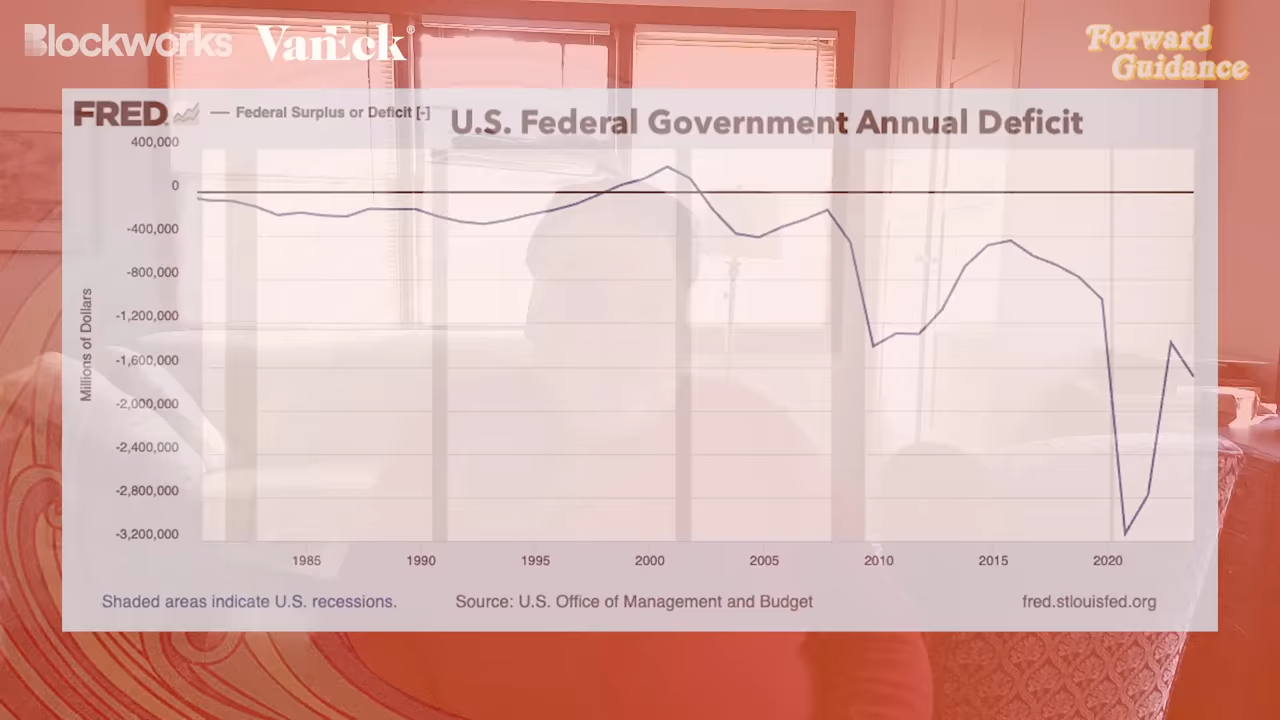 Blockworks VanEck®
Forward
Guidance
FRED — Federal Surplus or Deficit [-]
U.S. Federal Government Annual Deficit
400,000
0
-400,000
-800,000
-1,200,000
-1,600,000
-2,000,000
-2,400,000
-2,800,000
-3,200,000
Millions of Dollars
1985 1990 1995 2000 2005 2010 2015 2020
Shaded areas indicate U.S. recessions. Source: U.S. Office of Management and Budget fred.stlouisfed.org